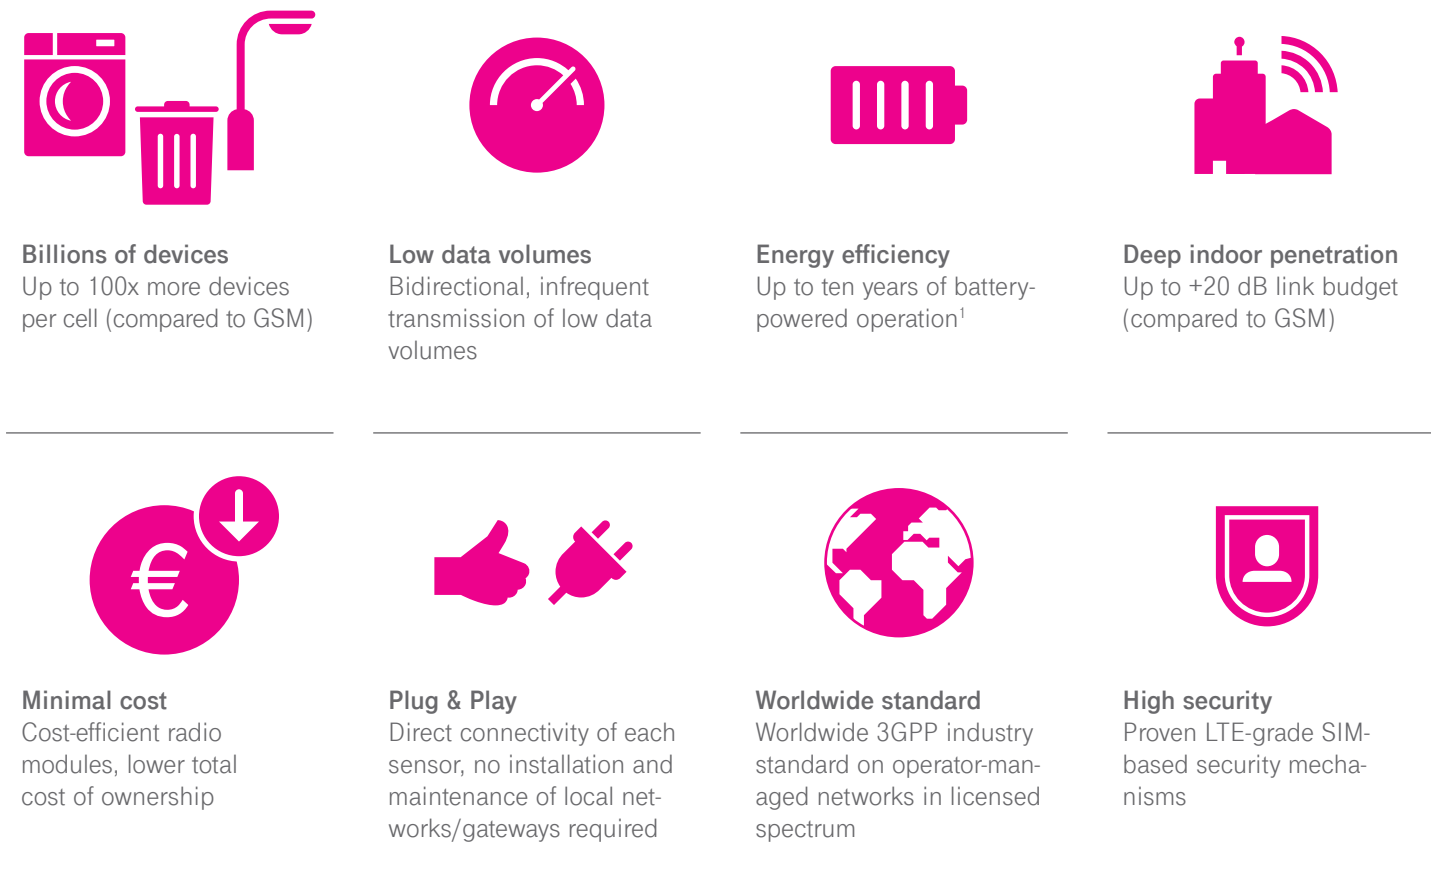 Billions of devices
Up to 100x more devices
per cell (compared to GSM)
Low data volumes
Bidirectional, infrequent
transmission of low data
volumes
Energy efficiency
Up to ten years of battery-
powered operation¹
Deep indoor penetration
Up to +20 dB link budget
(compared to GSM)
€
Minimal cost
Cost-efficient radio
modules, lower total
cost of ownership
Plug & Play
Direct connectivity of each
sensor, no installation and
maintenance of local net-
works/gateways required
Worldwide standard
Worldwide 3GPP industry
standard on operator-man-
aged networks in licensed
spectrum
High security
Proven LTE-grade SIM-
based security mecha-
nisms